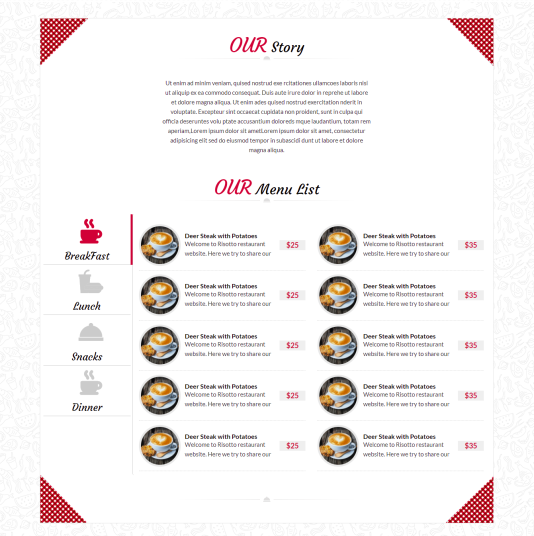 OUR Story
Ut enim ad minim veniam, quised nostrud exe rcitationes ullamcoes laboris nisl
ut aliquip ex ea commodo consequat. Duis aute irure dolor in reprehe ut labore
et dolore magna aliqua. Ut enim ades quised nostrud exercitation nderit in
voluptate. Excepteur sint occaecat cupidata non proident, sunt in culpa qui
officia deseruntes volu ptate accusantium doloreds mque laudantium, totam rem
aperiam.Lorem ipsum dolor sit ametLorem ipsum dolor sit amet, consectetur
adipisicing elit sed do eiusmod tempor in subascidi dunt ut labore et dolore
magna aliqua.
OUR Menu List
BreakFast
Lunch
Snacks
Dinner
Deer Steak with Potatoes
Welcome to Risotto restaurant
website. Here we try to share our
$25
Deer Steak with Potatoes
Welcome to Risotto restaurant
website. Here we try to share our
$35
Deer Steak with Potatoes
Welcome to Risotto restaurant
website. Here we try to share our
$25
Deer Steak with Potatoes
Welcome to Risotto restaurant
website. Here we try to share our
$35
Deer Steak with Potatoes
Welcome to Risotto restaurant
website. Here we try to share our
$25
Deer Steak with Potatoes
Welcome to Risotto restaurant
website. Here we try to share our
$35
Deer Steak with Potatoes
Welcome to Risotto restaurant
website. Here we try to share our
$25
Deer Steak with Potatoes
Welcome to Risotto restaurant
website. Here we try to share our
$35
Deer Steak with Potatoes
Welcome to Risotto restaurant
website. Here we try to share our
$25
Deer Steak with Potatoes
Welcome to Risotto restaurant
website. Here we try to share our
$35